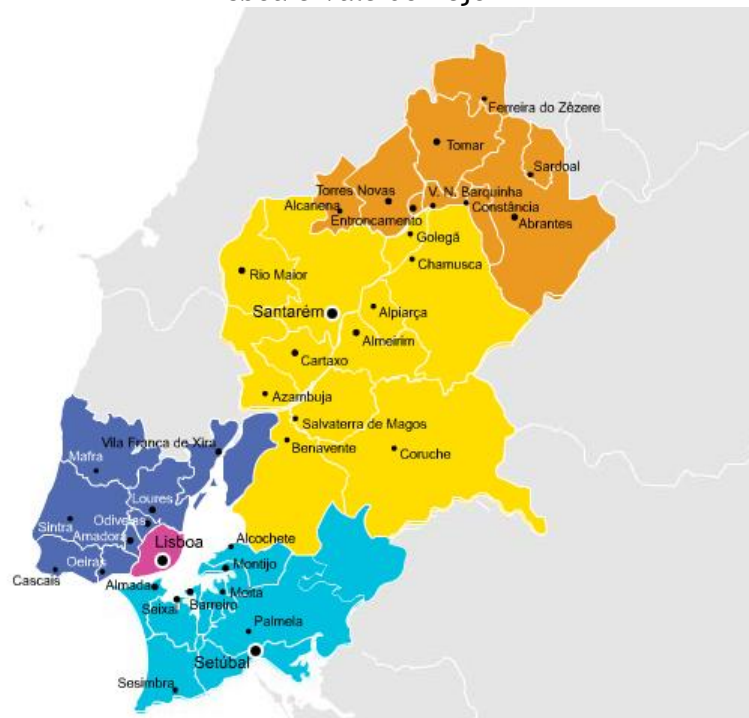 Ferreira do Zêzere
Tomar
Sardoal
Torres Novas
V. N. Barquinha
Alcanena
Constância
Entroncamento
Abrantes
Golegã
Chamusca
Rio Maior
Santarém
Alpiarça
Almeirim
Cartaxo
Azambuja
Salvaterra de Magos
Vila Franca de Xira
Benavente
Coruche
Mafra
Loures
Odivelas
Sintra
Amadora
Lisboa
Alcochete
Oeiras
Montijo
Cascais
Almada
Moita
Seixal
Barreiro
Palmela
Setúbal
Sesimbra